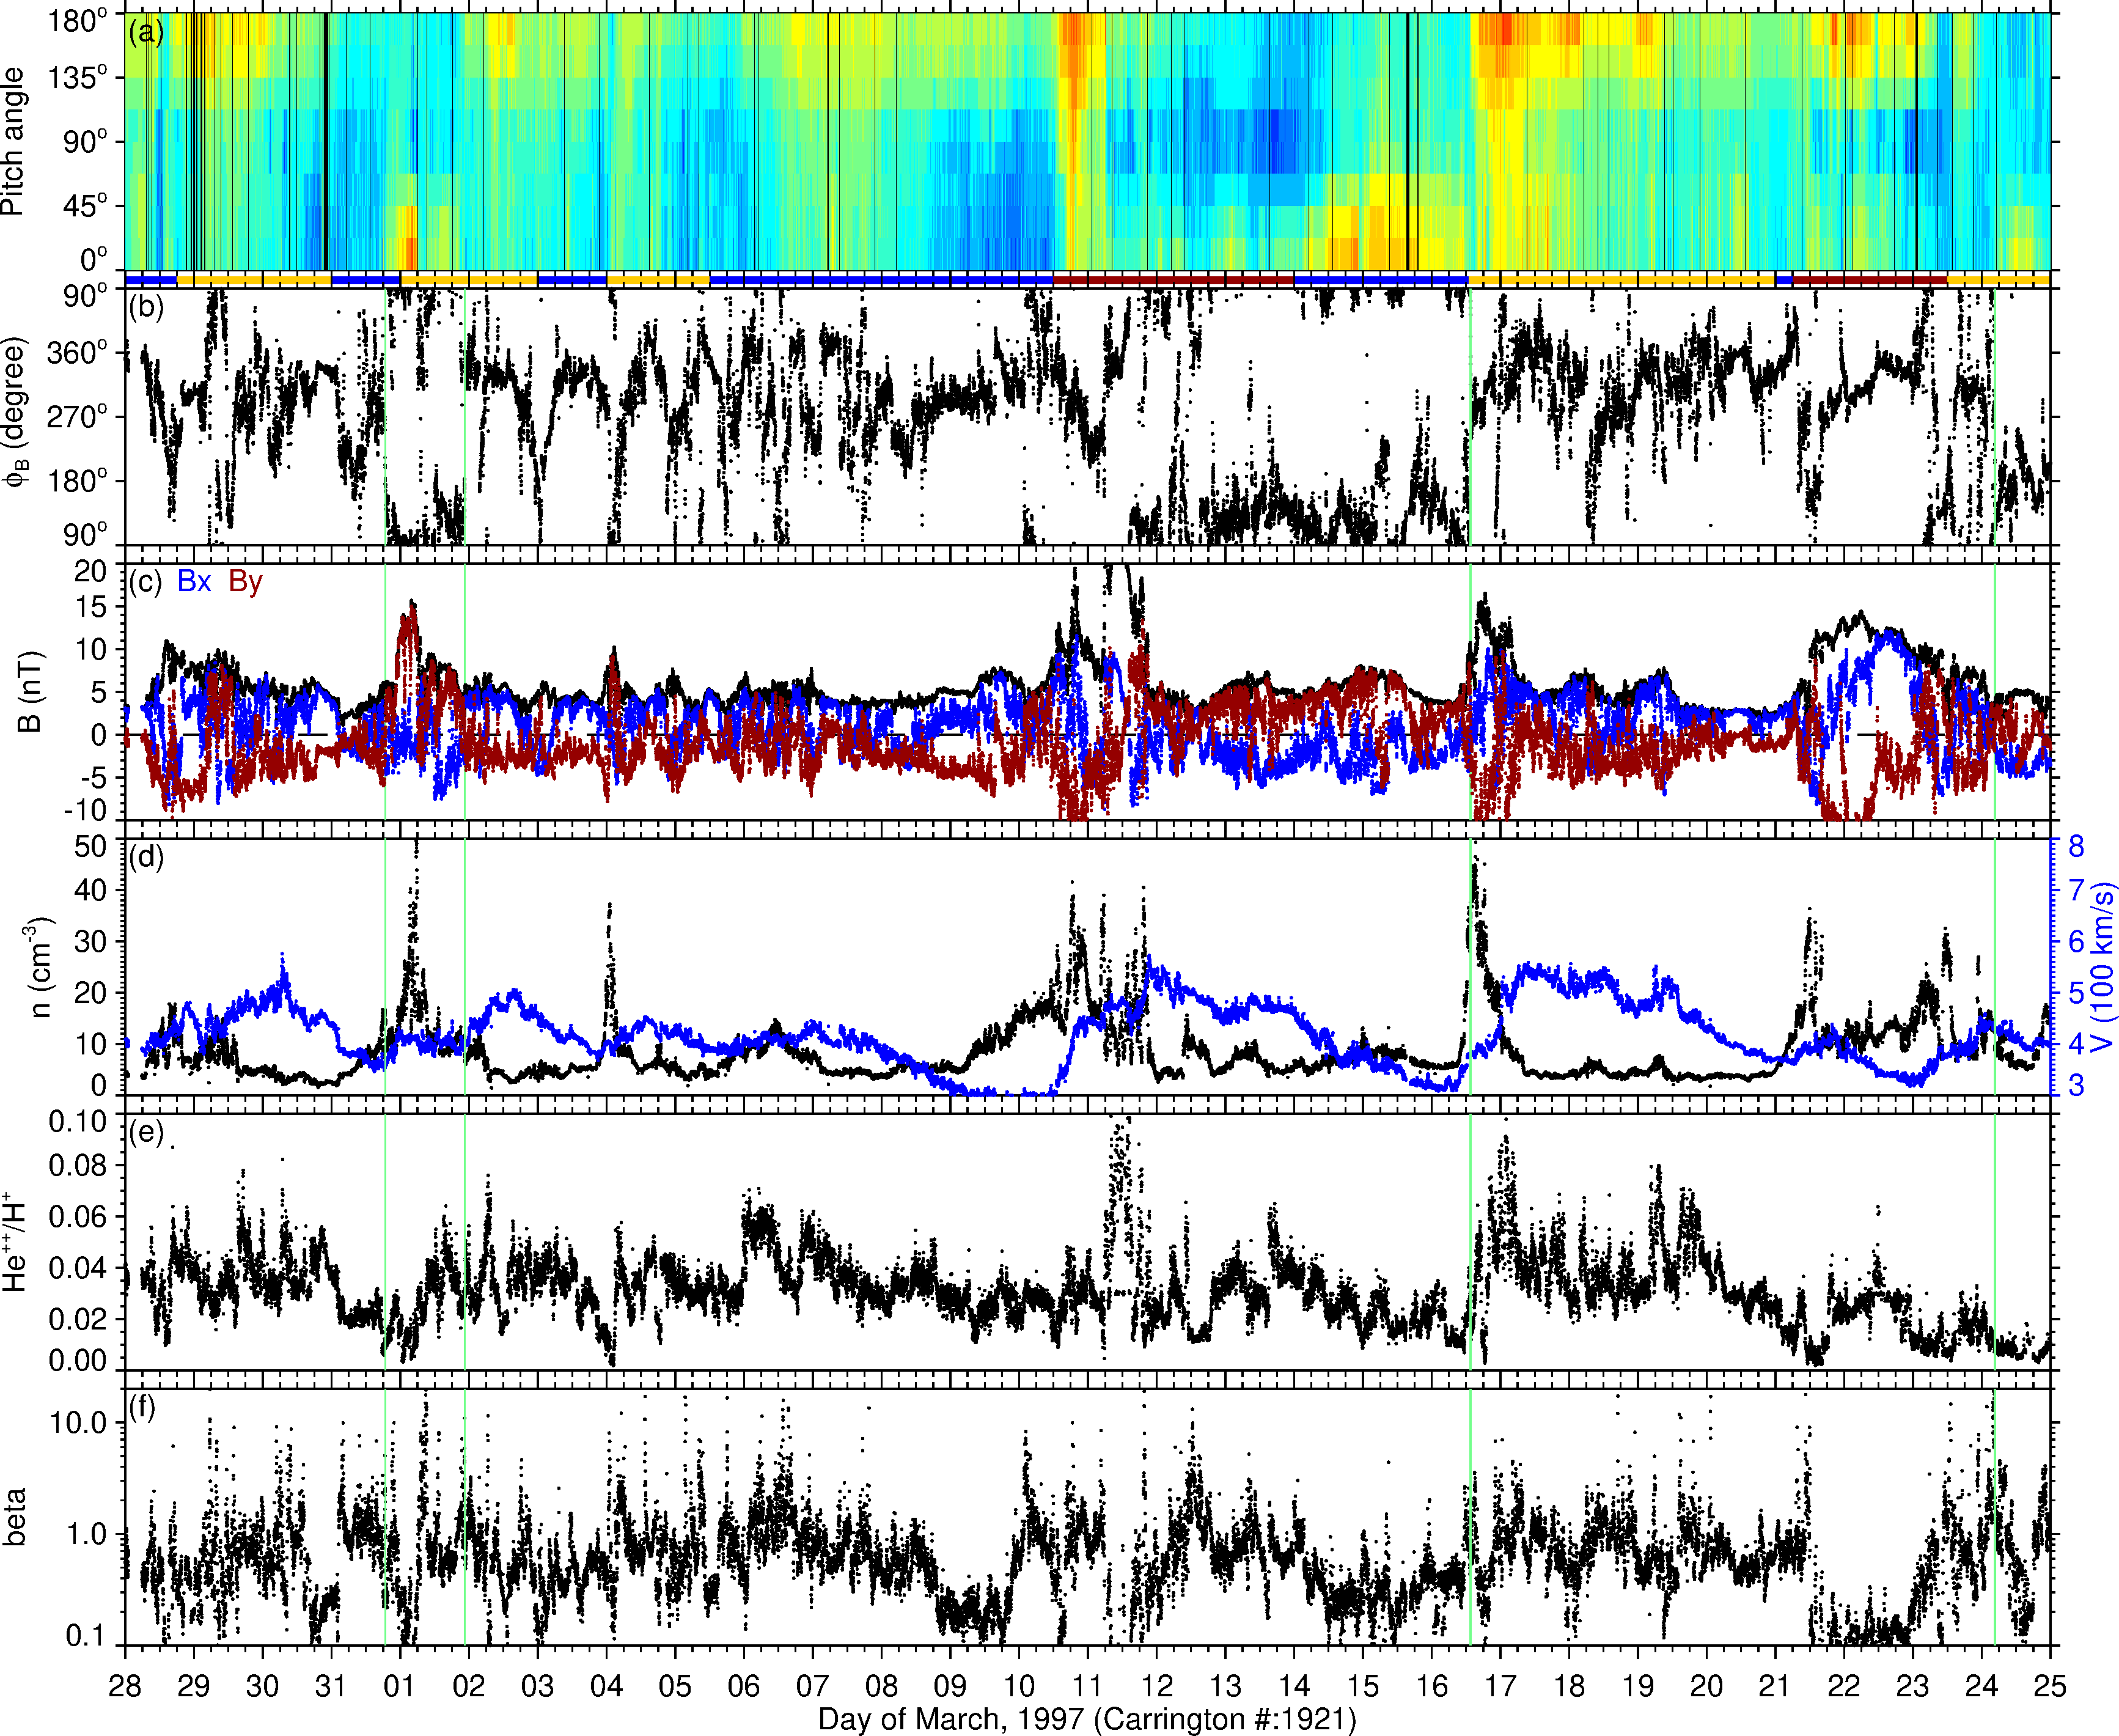 (a)
180°
135°
90°
45°
0°
Pitch angle
(b)
90°
360°
270°
180°
90°
ϕB (degree)
(c) Bx By
20
15
10
5
0
-5
-10
B (nT)
(d)
50
40
30
20
10
0
n (cm-3)
8
7
6
5
4
3
V (100 km/s)
(e)
0.10
0.08
0.06
0.04
0.02
0.00
He++/H+
(f)
10.0
1.0
0.1
beta
28 29 30 31 01 02 03 04 05 06 07 08 09 10 11 12 13 14 15 16 17 18 19 20 21 22 23 24 25
Day of March, 1997 (Carrington #:1921)